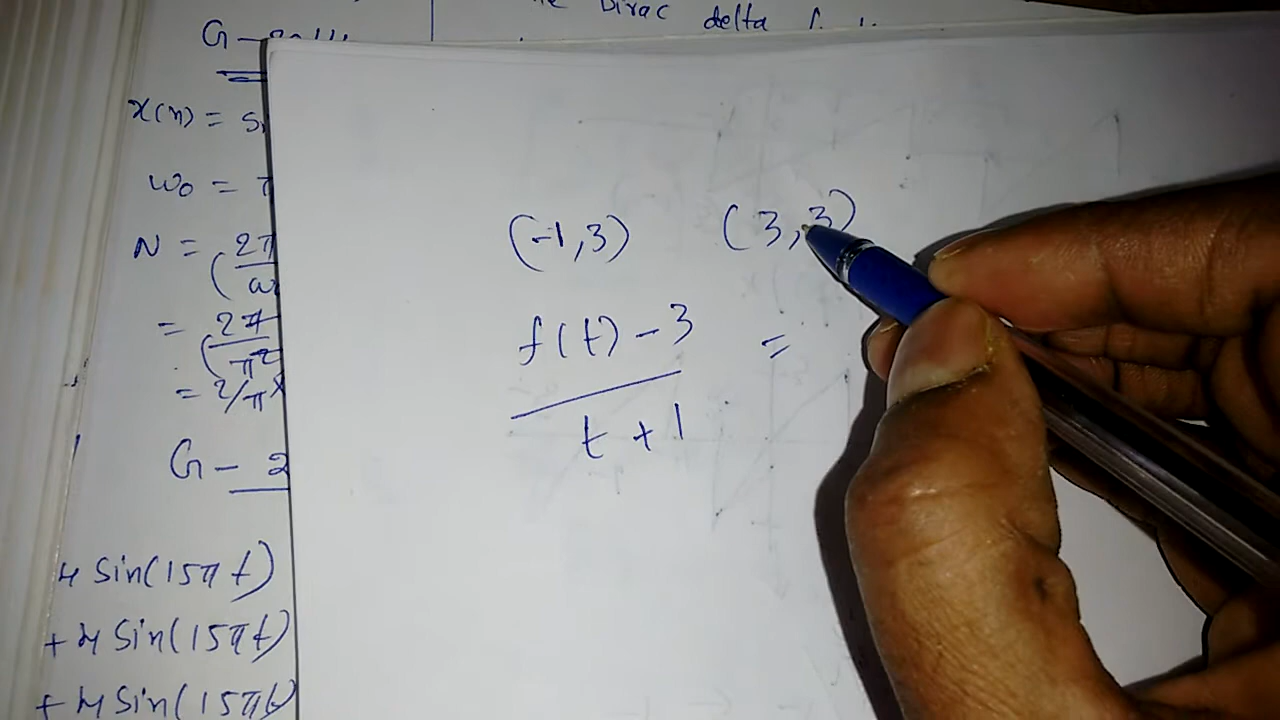 Dirac delta
G-
x(n) =
ω0 =
N = (2π
= (2π
= 2/π
G- 2
4 Sin(15πt)
+ 4 Sin(15πt)
+ 4 Sin(15πt)
(-1,3) (3,3)
f(t) - 3 =
t + 1